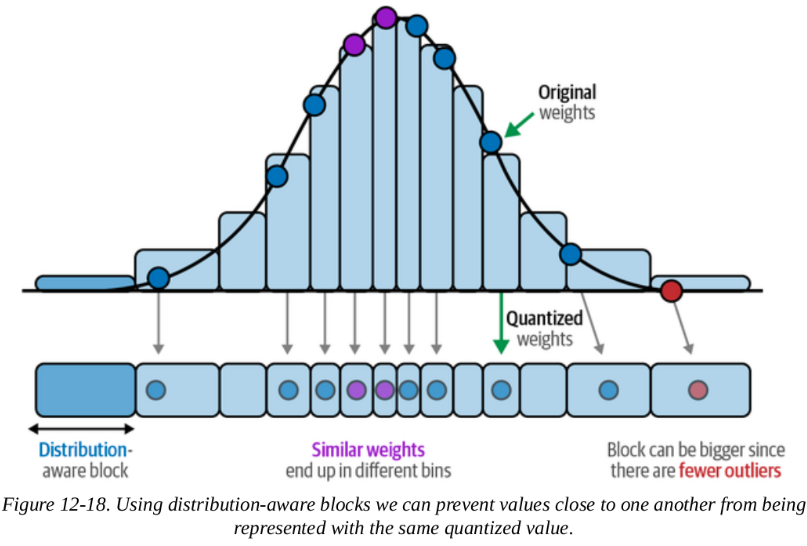 Original
weights
Quantized
weights
Distribution-
aware block
Similar weights
end up in different bins
Block can be bigger since
there are fewer outliers
Figure 12-18. Using distribution-aware blocks we can prevent values close to one another from being
represented with the same quantized value.